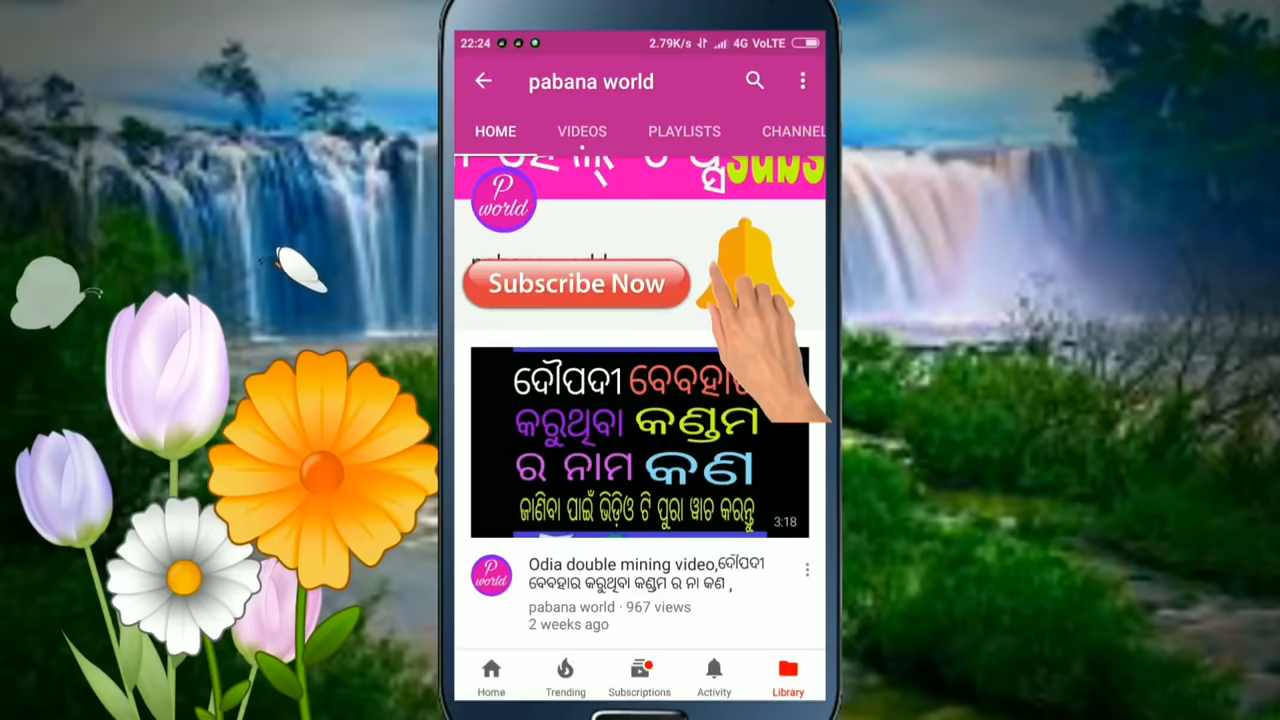 22:24 2.79K/s 4G VoLTE
pabana world
HOME VIDEOS PLAYLISTS CHANNEL
SUBS
P
world
Subscribe Now
ଦୌପଦୀ
କରୁଥିବା କଣ୍ଡମ
ର ନାମ କଣ
ଜାଣିବା ପାଇଁ ଭିଡ଼ିଓ ଟି ପୁରା ୱାଚ କରନ୍ତୁ
3:18
P
world
Odia double mining video,ଦୌପଦୀ
ବେବହାର କରୁଥିବା କଣ୍ଡମ ର ନା କଣ ,
pabana world · 967 views
2 weeks ago
Home Trending Subscriptions Activity Library